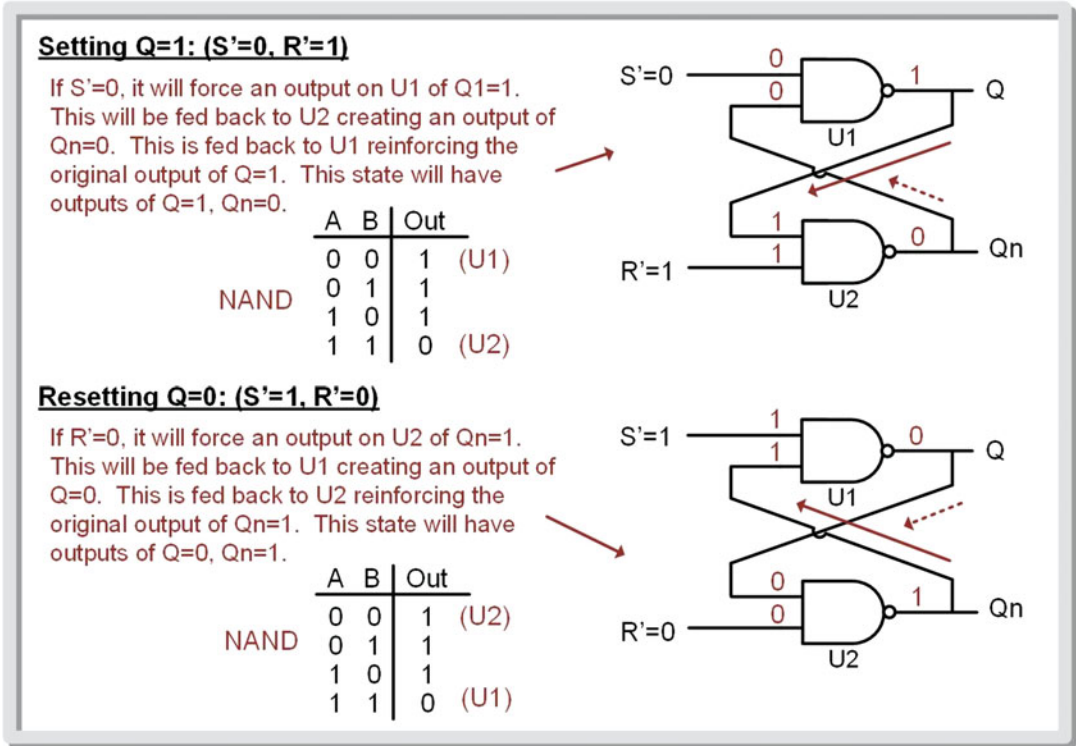 Setting Q=1: (S’=0, R’=1)
If S’=0, it will force an output on U1 of Q1=1.
This will be fed back to U2 creating an output of
Qn=0.  This is fed back to U1 reinforcing the
original output of Q=1.  This state will have
outputs of Q=1, Qn=0.
A B Out
0 0 1 (U1)
0 1 1
1 0 1
1 1 0 (U2)
NAND
S’=0
0
0
1
Q
U1
1
1
0
Qn
R’=1
U2
Resetting Q=0: (S’=1, R’=0)
If R’=0, it will force an output on U2 of Qn=1.
This will be fed back to U1 creating an output of
Q=0.  This is fed back to U2 reinforcing the
original output of Qn=1.  This state will have
outputs of Q=0, Qn=1.
A B Out
0 0 1 (U2)
0 1 1
1 0 1
1 1 0 (U1)
NAND
S’=1
1
1
0
Q
U1
0
0
1
Qn
R’=0
U2